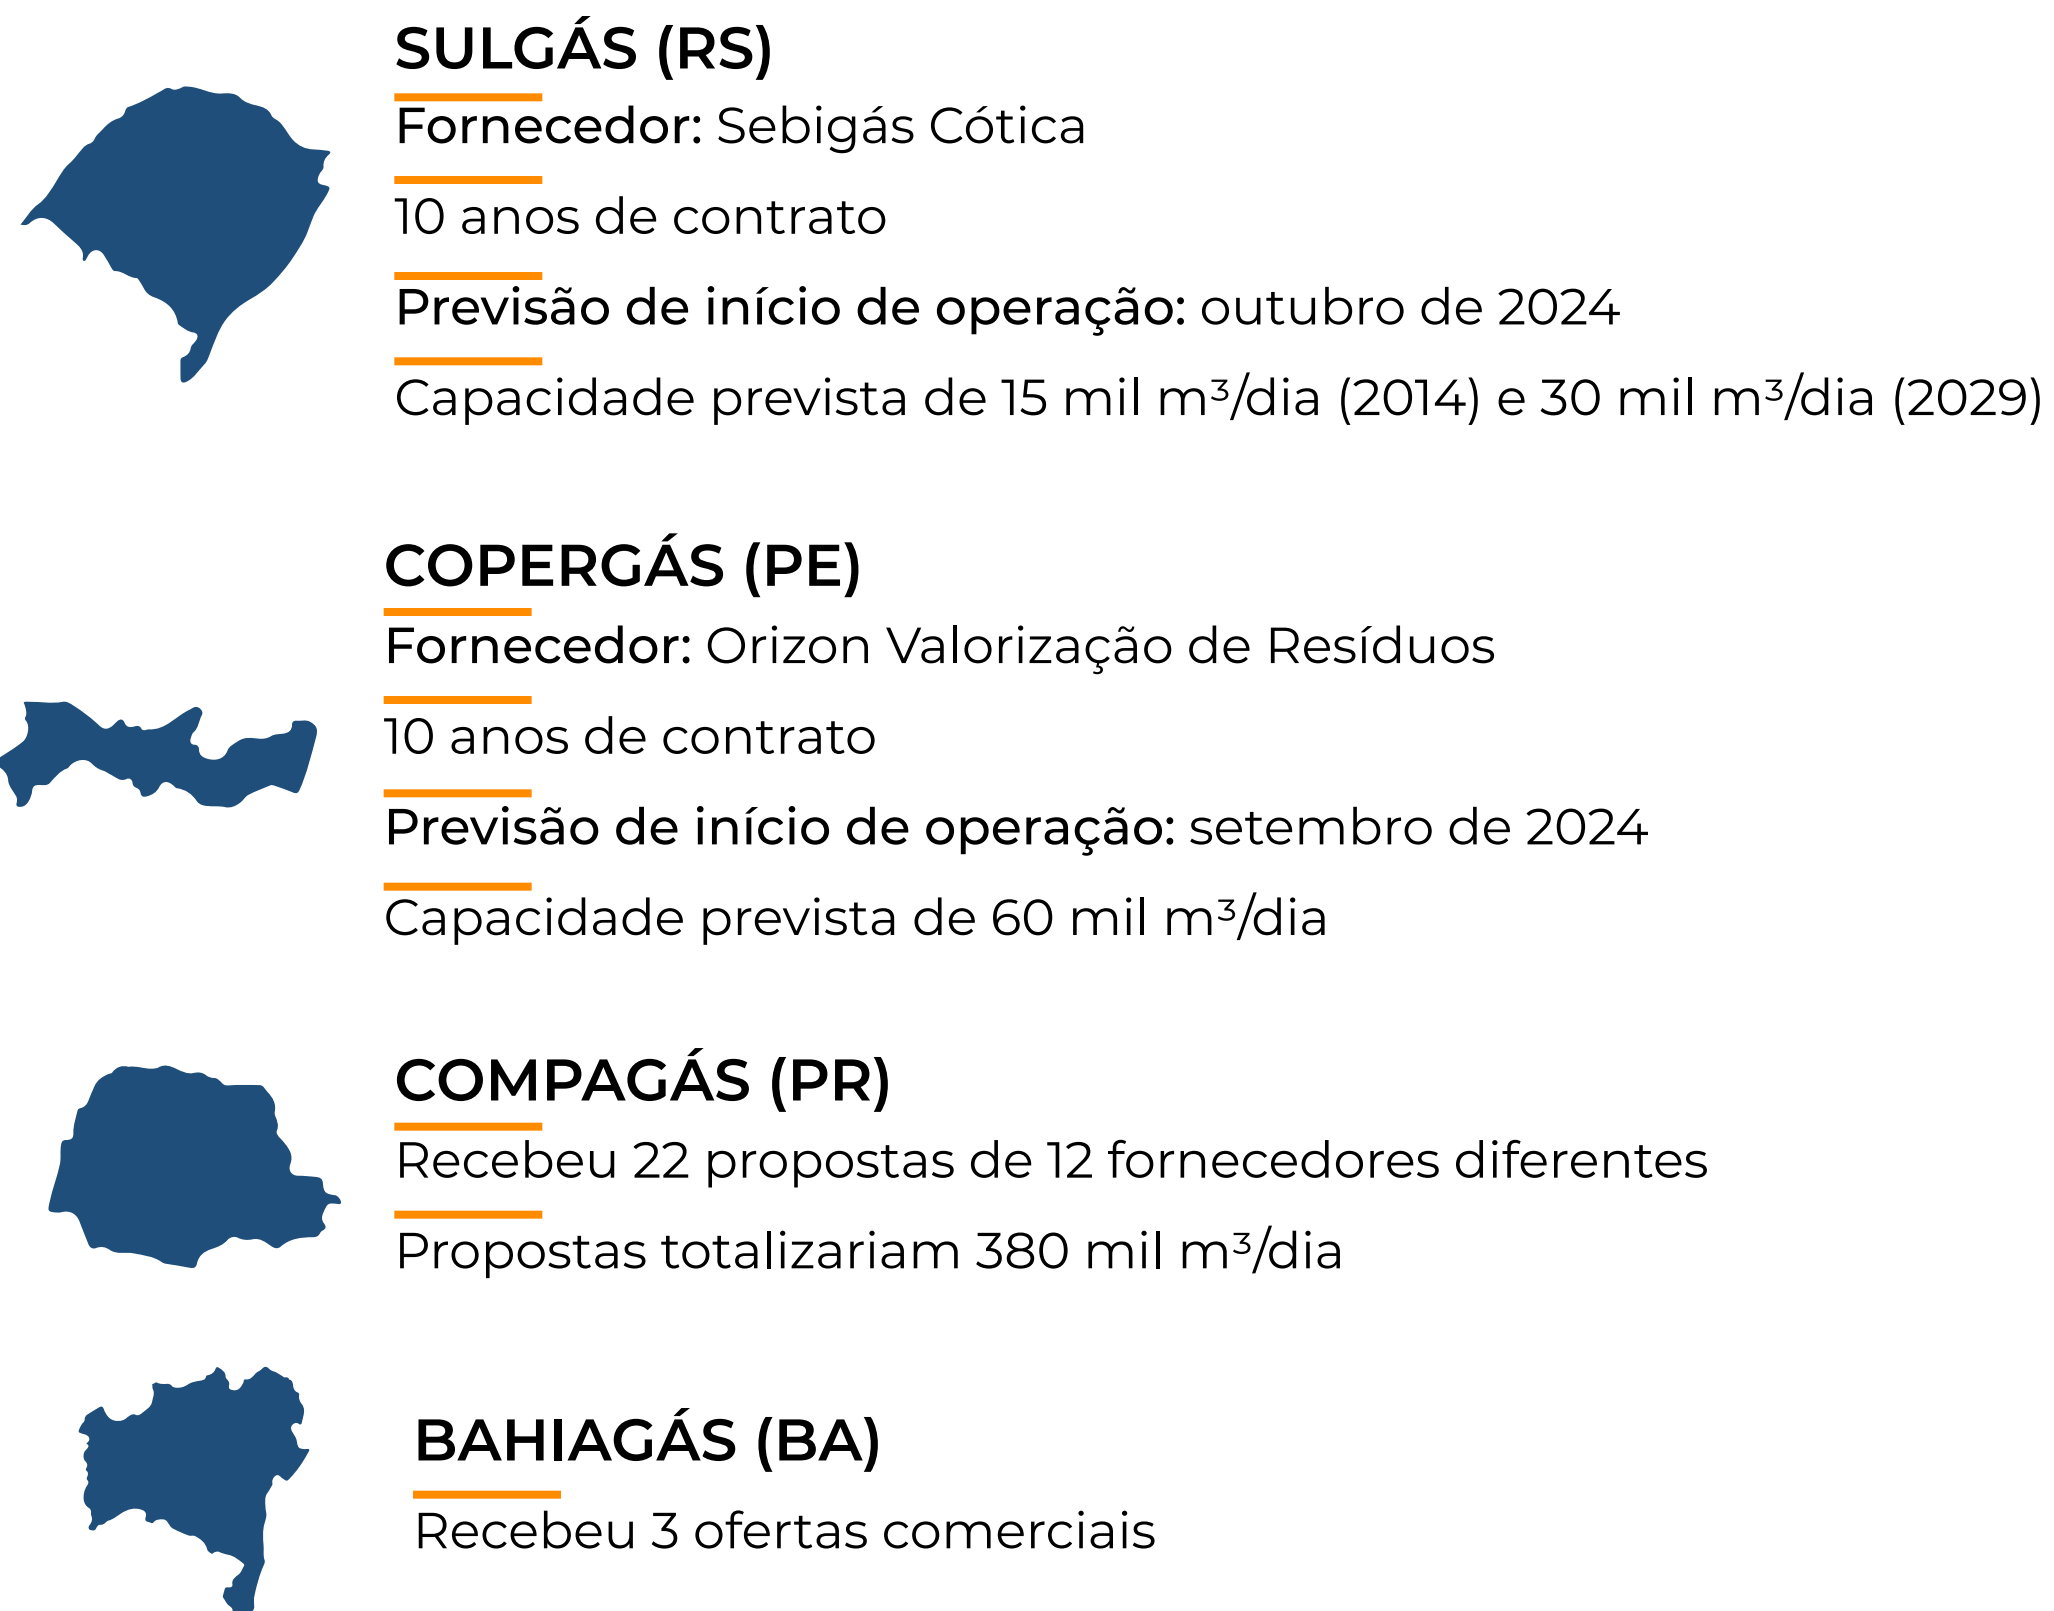 SULGÁS (RS)
Fornecedor: Sebigás Cótica
10 anos de contrato
Previsão de início de operação: outubro de 2024
Capacidade prevista de 15 mil m³/dia (2014) e 30 mil m³/dia (2029)
COPERGÁS (PE)
Fornecedor: Orizon Valorização de Resíduos
10 anos de contrato
Previsão de início de operação: setembro de 2024
Capacidade prevista de 60 mil m³/dia
COMPAGÁS (PR)
Recebeu 22 propostas de 12 fornecedores diferentes
Propostas totalizariam 380 mil m³/dia
BAHIAGÁS (BA)
Recebeu 3 ofertas comerciais